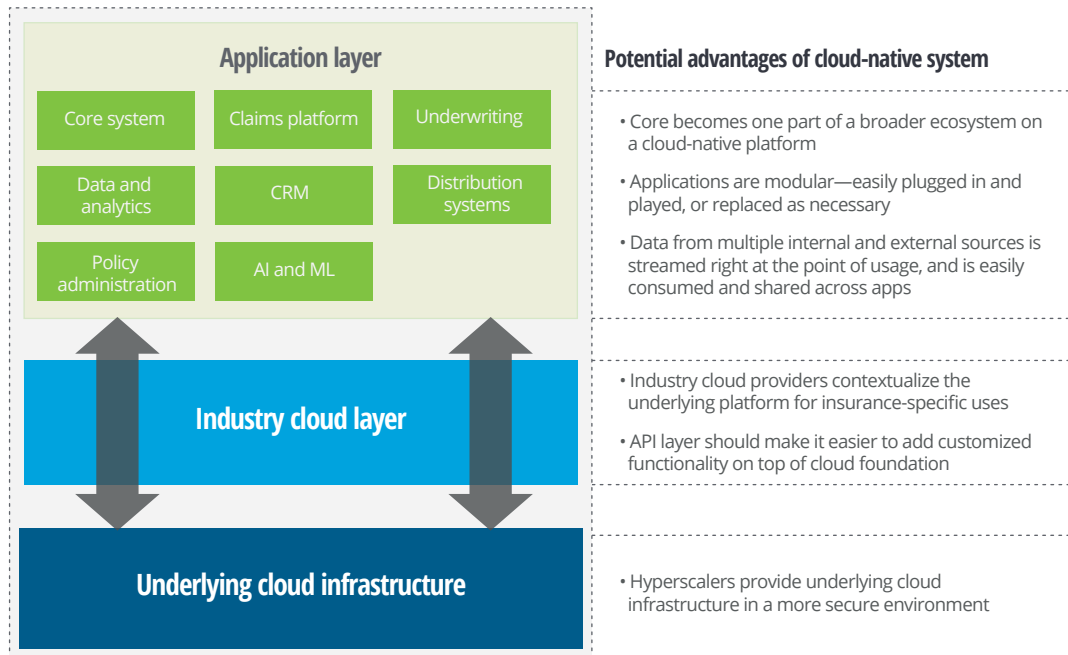 Application layer
Core system
Claims platform
Underwriting
Data and
analytics
CRM
Distribution
systems
Policy
administration
AI and ML
Industry cloud layer
Underlying cloud infrastructure
Potential advantages of cloud-native system
• Core becomes one part of a broader ecosystem on
a cloud-native platform
• Applications are modular—easily plugged in and
played, or replaced as necessary
• Data from multiple internal and external sources is
streamed right at the point of usage, and is easily
consumed and shared across apps
• Industry cloud providers contextualize the
underlying platform for insurance-specific uses
• API layer should make it easier to add customized
functionality on top of cloud foundation
• Hyperscalers provide underlying cloud
infrastructure in a more secure environment